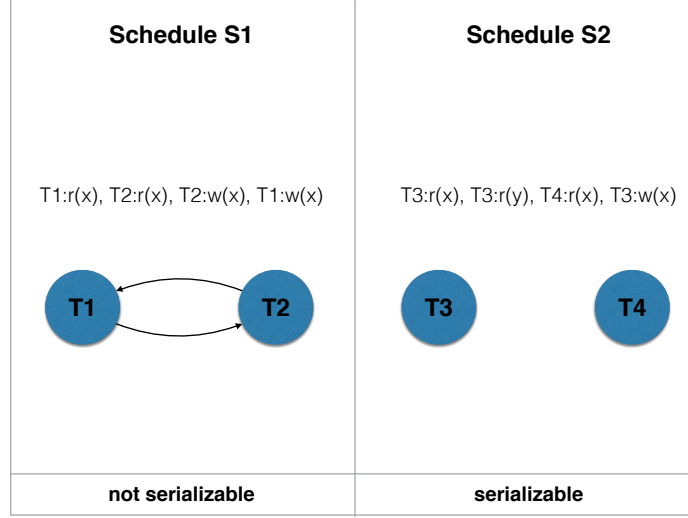 Schedule S1
T1:r(x), T2:r(x), T2:w(x), T1:w(x)
T1
T2
not serializable
Schedule S2
T3:r(x), T3:r(y), T4:r(x), T3:w(x)
T3
T4
serializable